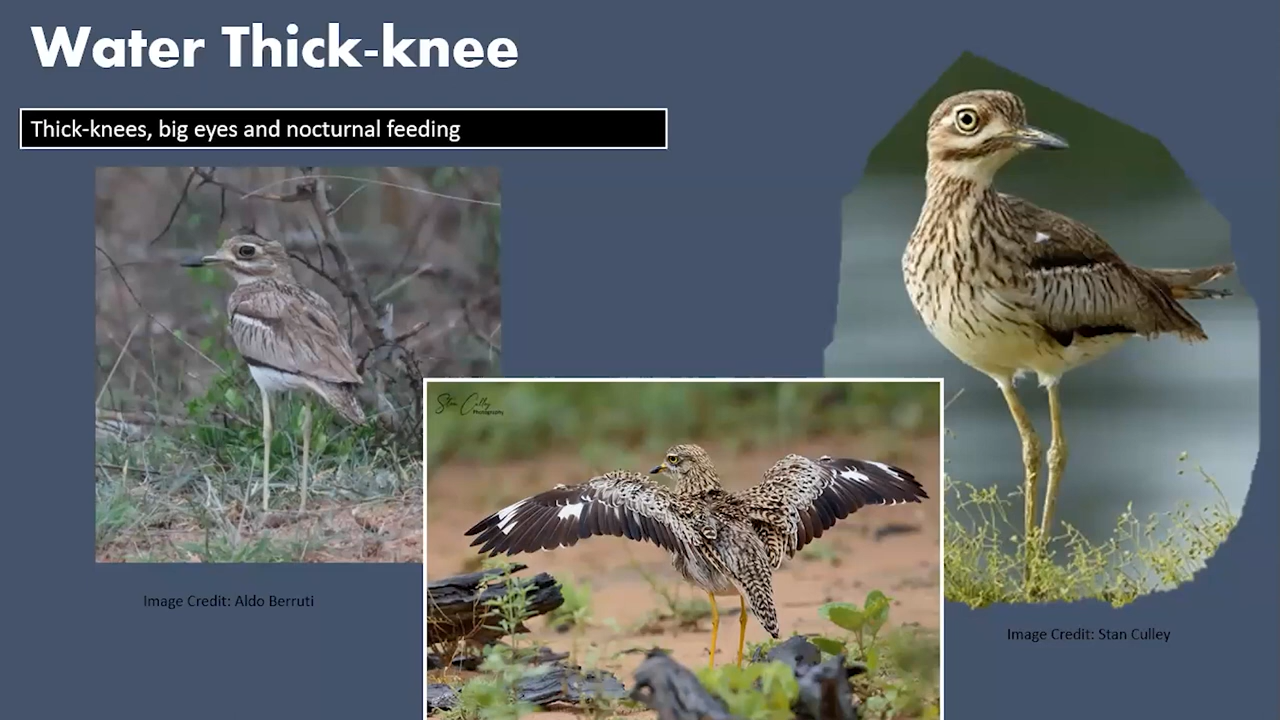 Water Thick-knee
Thick-knees, big eyes and nocturnal feeding
Stan Culley
Photography
Image Credit: Aldo Berruti
Image Credit: Stan Culley